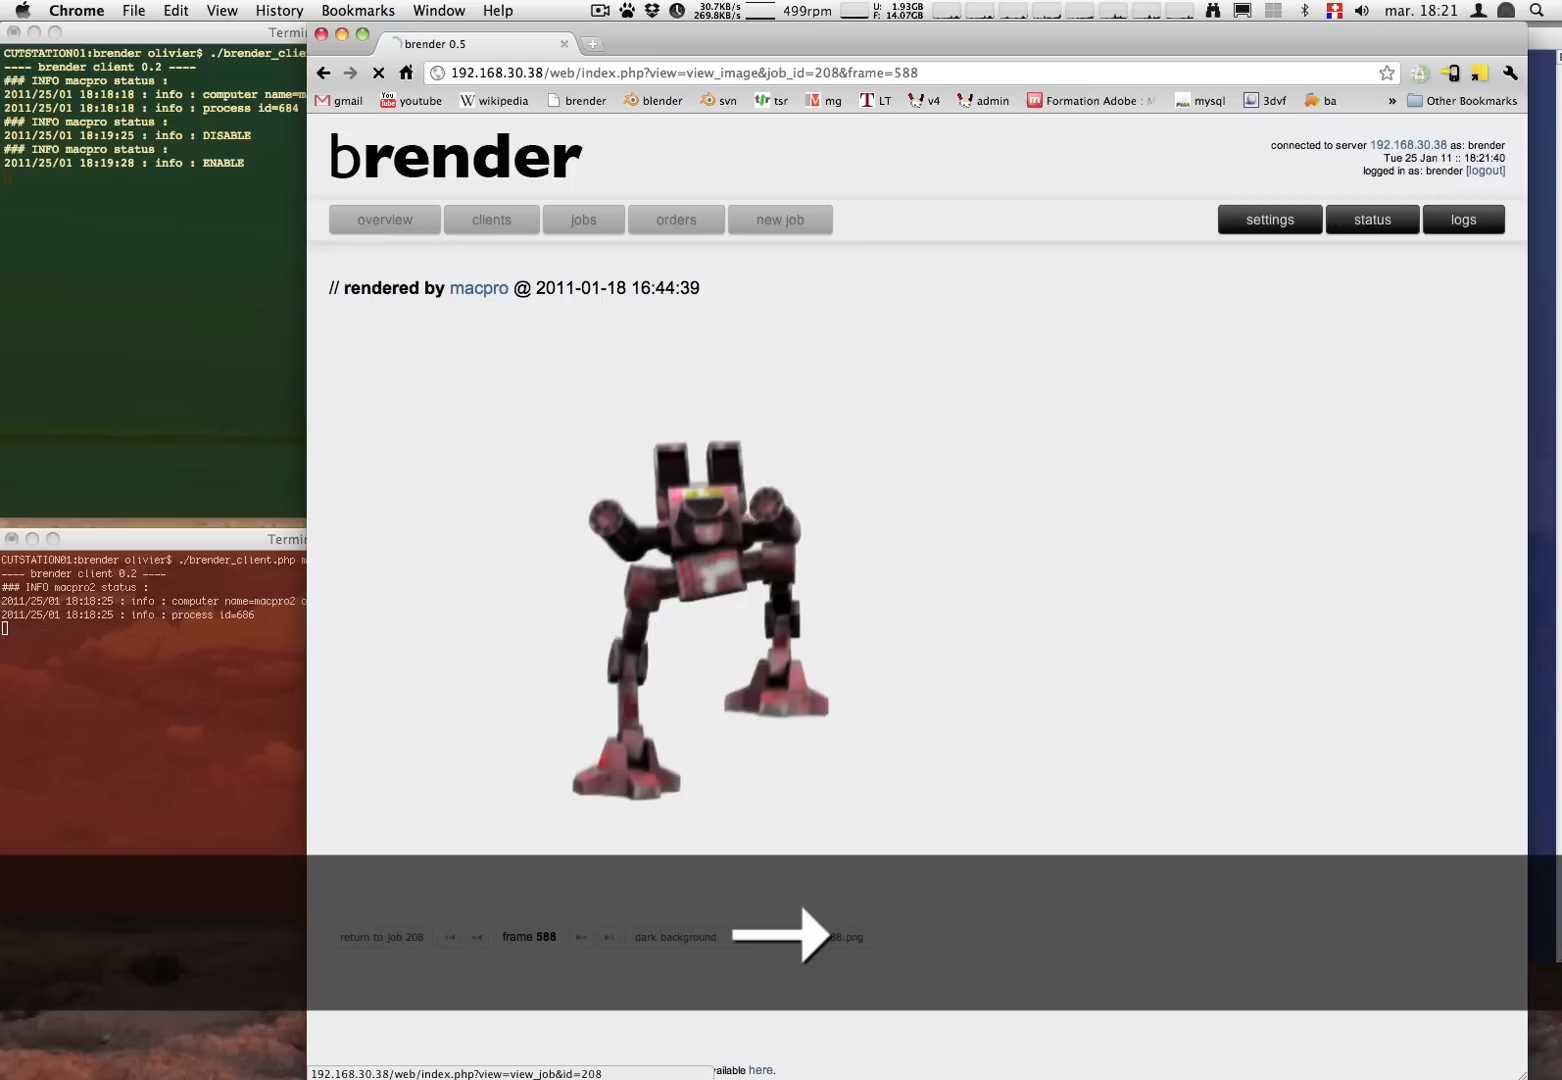 Chrome File Edit View History Bookmarks Window Help 30.7KB/s 269.8KB/s 499rpm U: 1.93GB F: 14.07GB mar. 18:21
Termi
CUTSTATION01:brender olivier$ ./brender_clie
---- brender client 0.2 ----
### INFO macpro status :
2011/25/01 18:18:18 : info : computer name=m
2011/25/01 18:18:18 : info : process id=684
### INFO macpro status :
2011/25/01 18:19:25 : info : DISABLE
### INFO macpro status :
2011/25/01 18:19:28 : info : ENABLE
Termin
CUTSTATION01:brender olivier$ ./brender_client.php m
---- brender client 0.2 ----
### INFO macpro2 status :
2011/25/01 18:18:25 : info : computer name=macpro2 o
2011/25/01 18:18:25 : info : process id=686
brender 0.5
192.168.30.38/web/index.php?view=view_image&job_id=208&frame=588
gmail youtube wikipedia brender blender svn tsr mg LT v4 admin Formation Adobe : M mysql 3dvf ba » Other Bookmarks
brender
connected to server 192.168.30.38 as: brender
Tue 25 Jan 11 :: 18:21:40
logged in as: brender [logout]
overview clients jobs orders new job settings status logs
// rendered by macpro @ 2011-01-18 16:44:39
return to job 208 frame 588 dark background 88.png
vailable here.
192.168.30.38/web/index.php?view=view_job&id=208